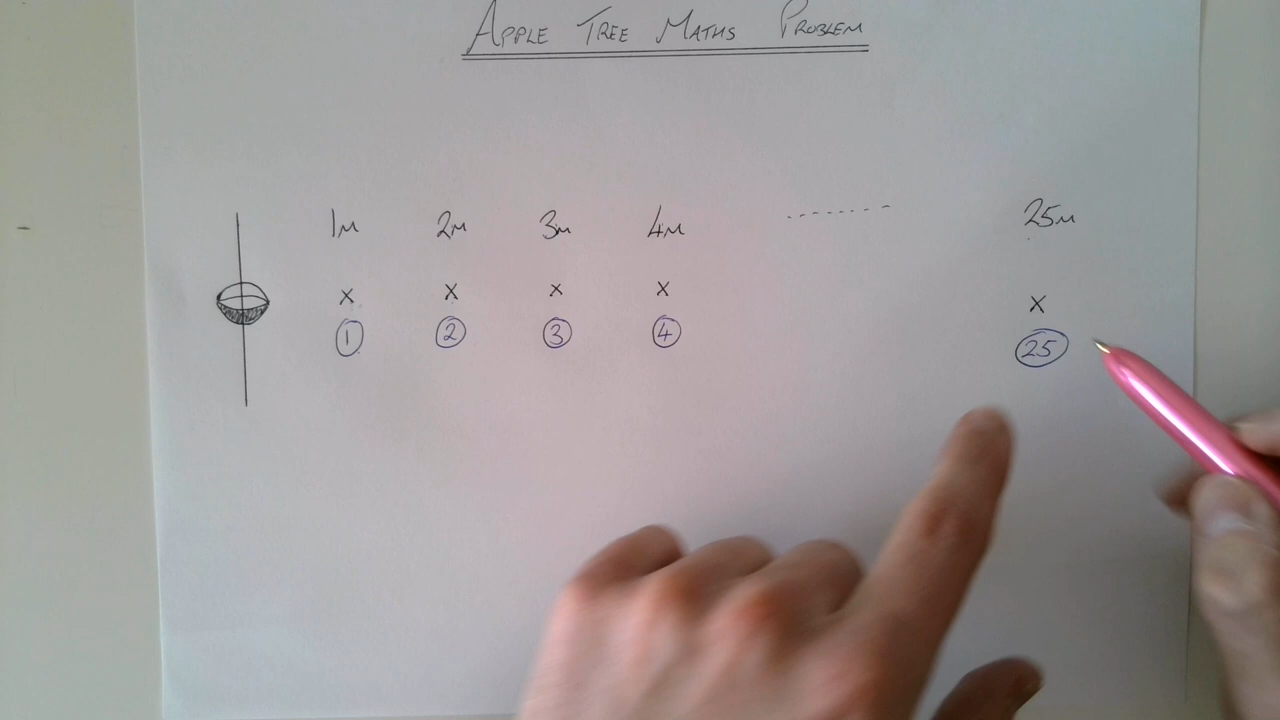 APPLE TREE MATHS PROBLEM
1M 2M 3M 4M -------- 25M
X X X X X
1 2 3 4 25